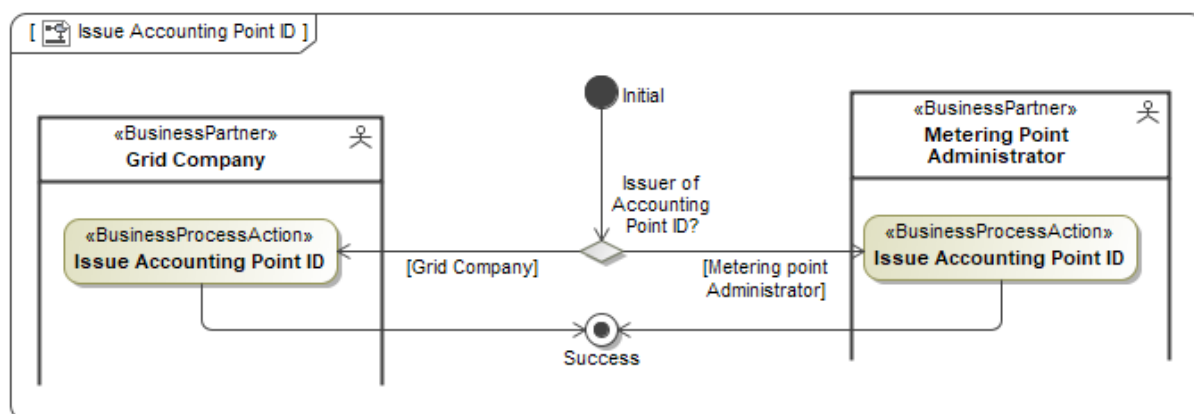 [ Issue Accounting Point ID ]
Initial
«BusinessPartner»
Grid Company
«BusinessPartner»
Metering Point
Administrator
Issuer of
Accounting
Point ID?
«BusinessProcessAction»
Issue Accounting Point ID
[Grid Company]
[Metering point
Administrator]
«BusinessProcessAction»
Issue Accounting Point ID
Success